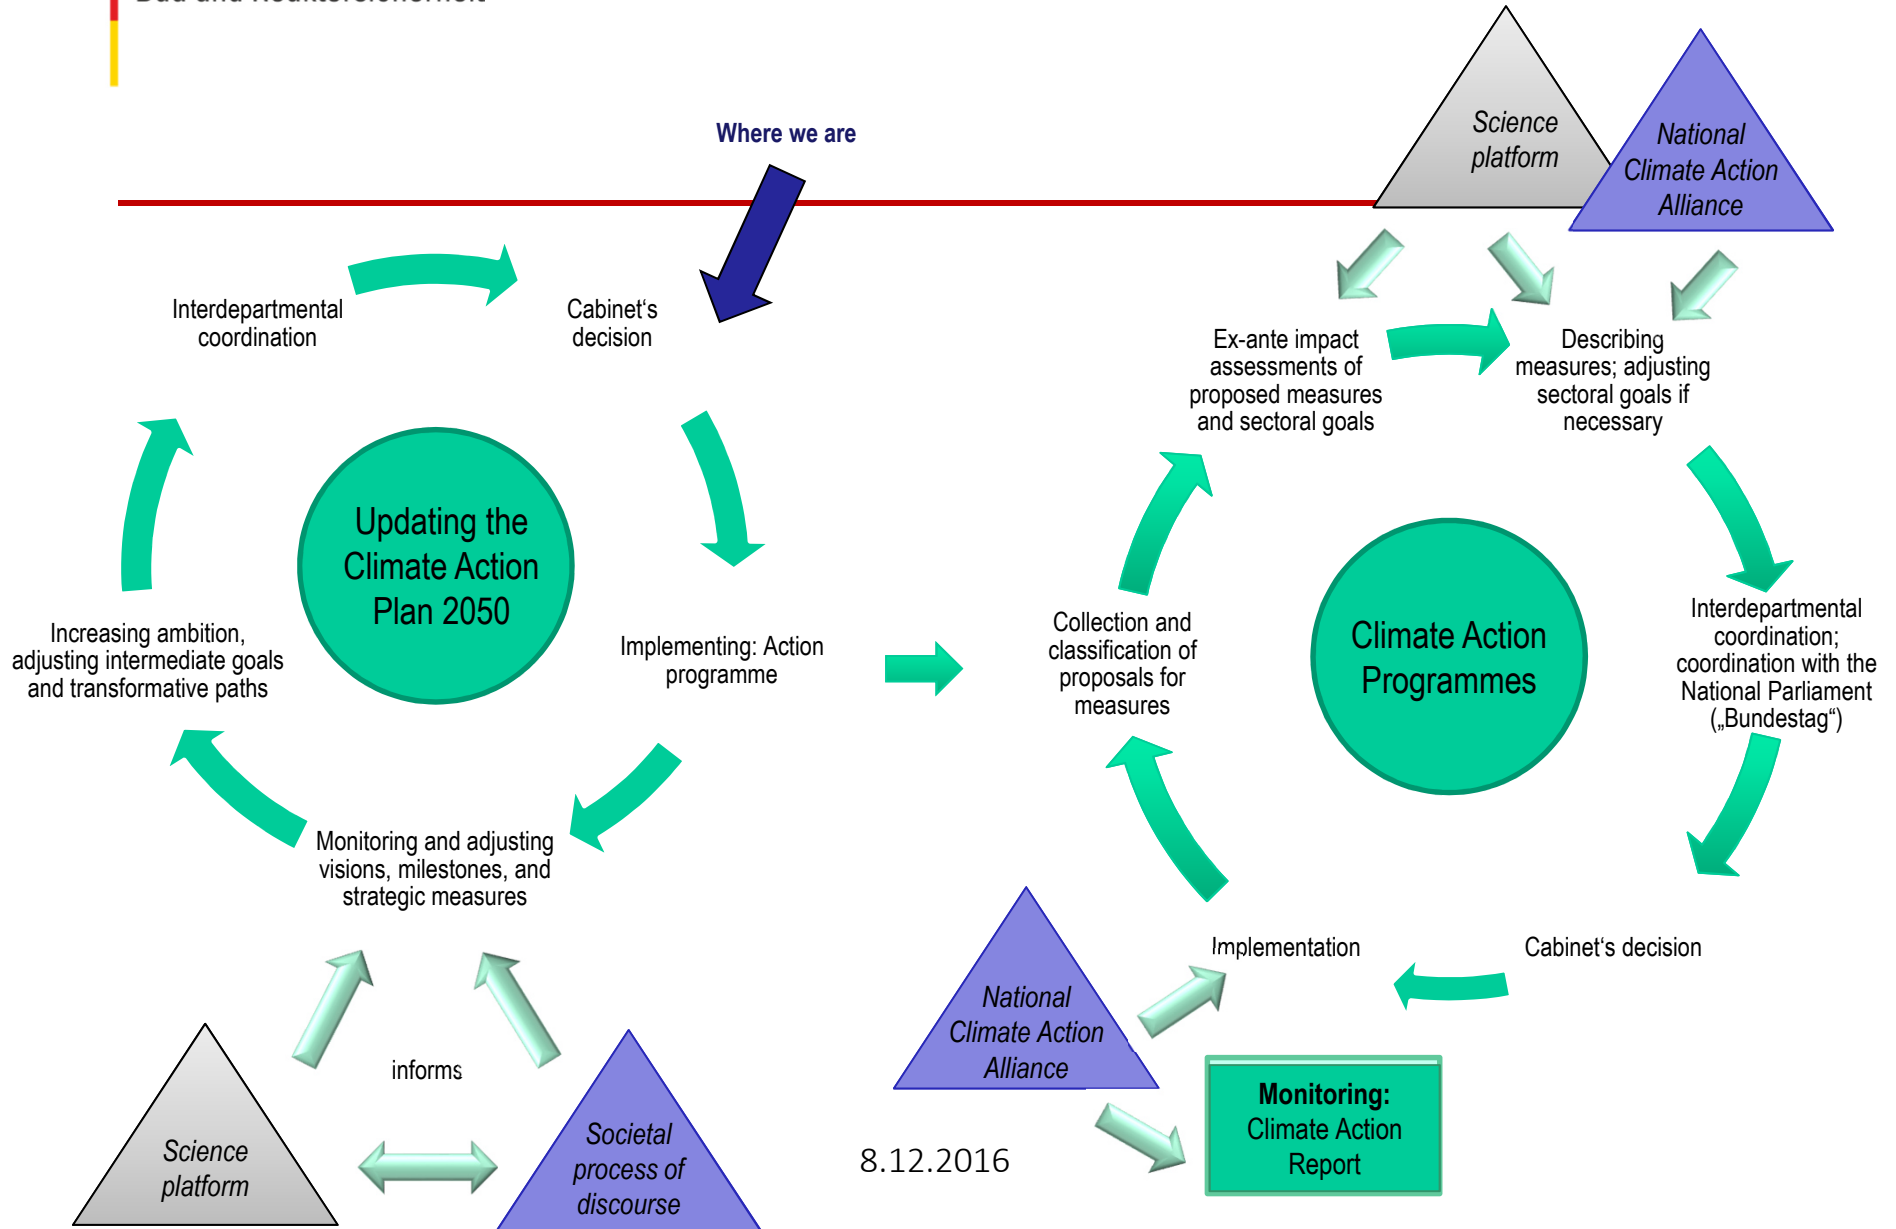 Where we are
Science
platform
National
Climate Action
Alliance
Interdepartmental
coordination
Cabinet‘s
decision
Updating the
Climate Action
Plan 2050
Increasing ambition,
adjusting intermediate goals
and transformative paths
Implementing: Action
programme
Monitoring and adjusting
visions, milestones, and
strategic measures
informs
Science
platform
Societal
process of
discourse
Ex-ante impact
assessments of
proposed measures
and sectoral goals
Describing
measures; adjusting
sectoral goals if
necessary
Collection and
classification of
proposals for
measures
Climate Action
Programmes
Interdepartmental
coordination;
coordination with the
National Parliament
(„Bundestag“)
Implementation
Cabinet‘s decision
National
Climate Action
Alliance
Monitoring:
Climate Action
Report
8.12.2016